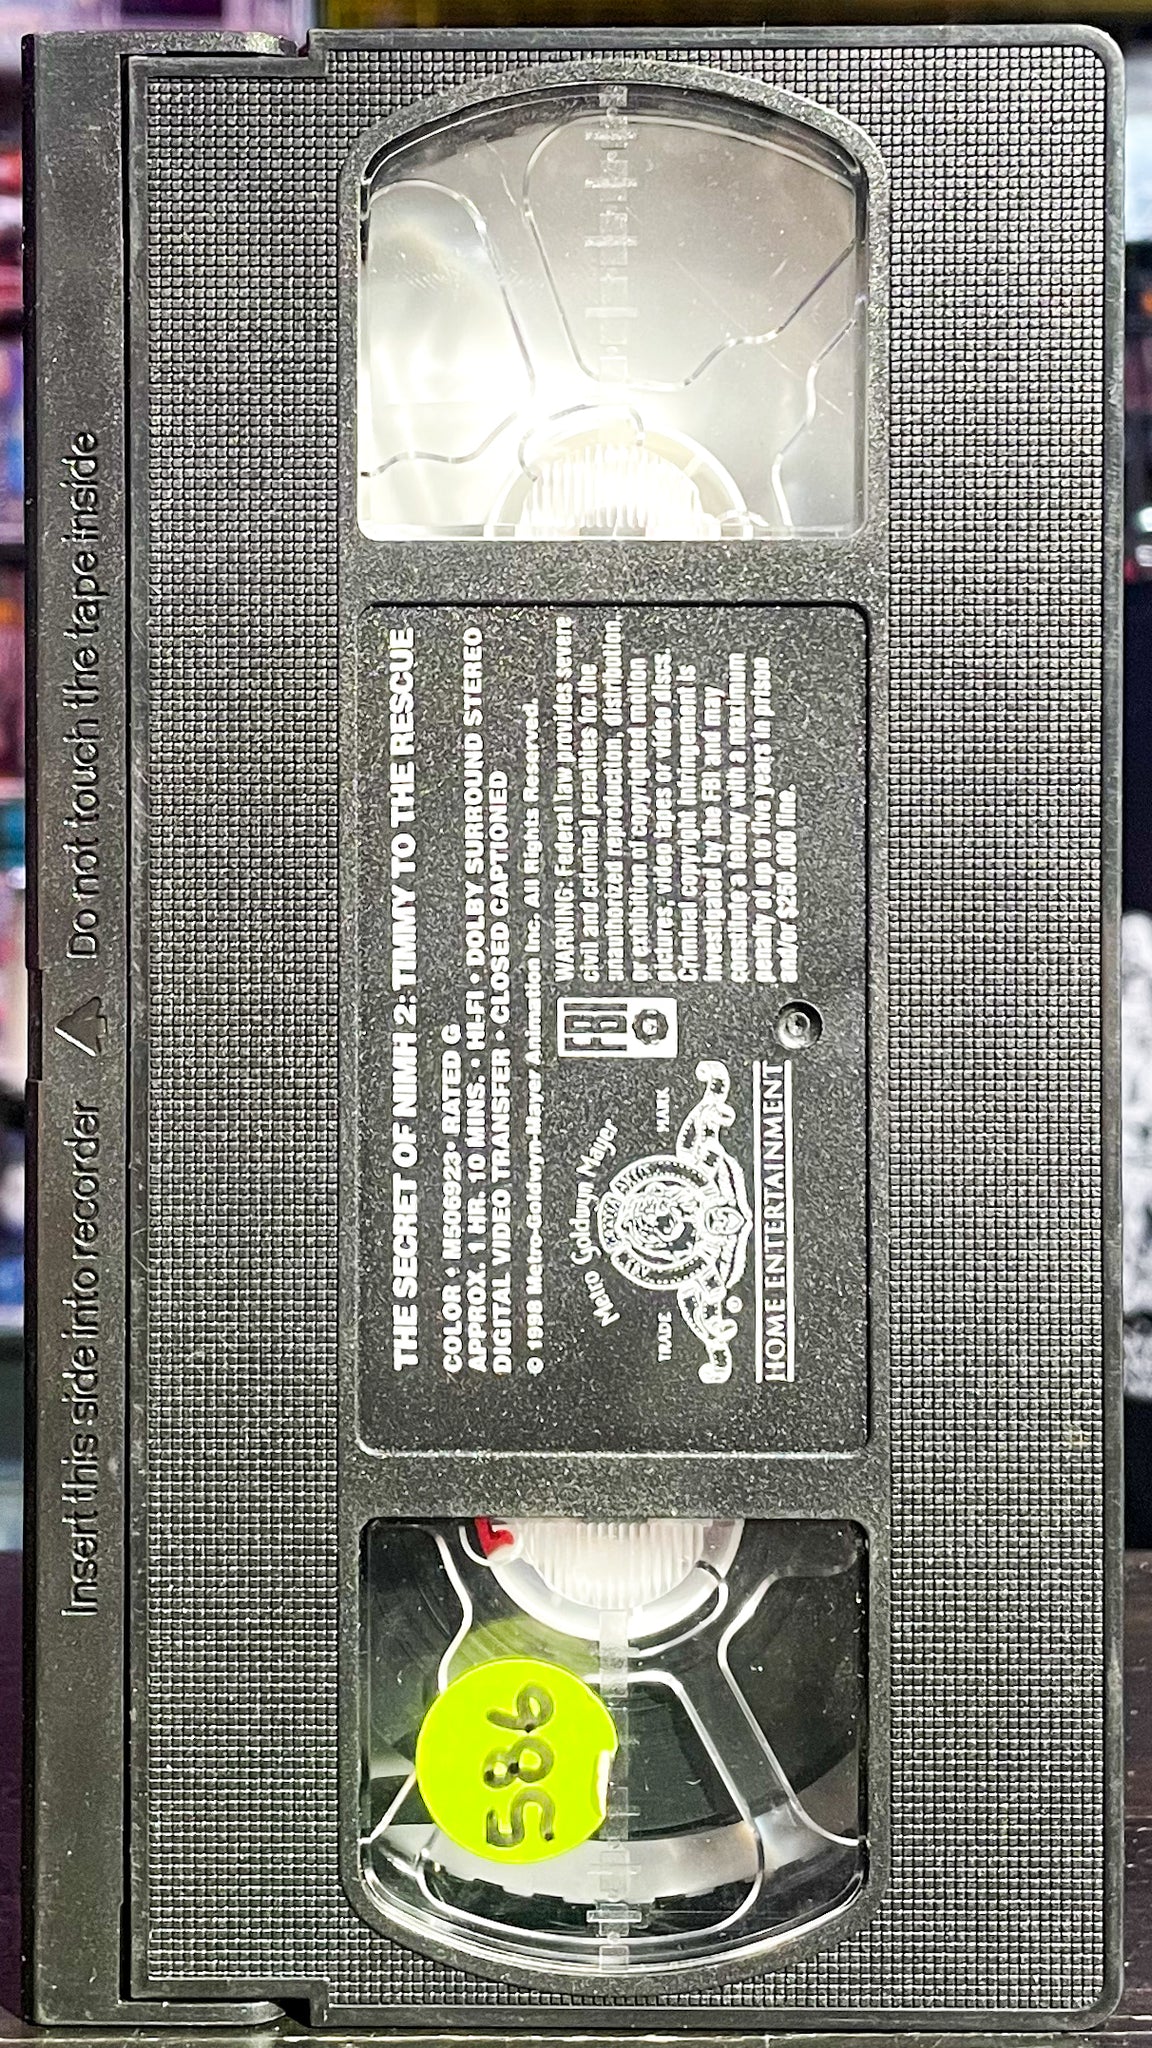 Insert this side into recorder △ Do not touch the tape inside
THE SECRET OF NIMH 2: TIMMY TO THE RESCUE
COLOR • M506923 • RATED G
APPROX. 1 HR. 10 MINS. • HI-FI • DOLBY SURROUND STEREO
DIGITAL VIDEO TRANSFER • CLOSED CAPTIONED
© 1998 Metro-Goldwyn-Mayer Animation Inc. All Rights Reserved.
Metro Goldwyn Mayer
TRADE MARK
®
HOME ENTERTAINMENT
FBI
WARNING: Federal law provides severe
civil and criminal penalties for the
unauthorized reproduction, distribution,
or exhibition of copyrighted motion
pictures, video tapes or video discs.
Criminal copyright infringement is
investigated by the FBI and may
constitute a felony with a maximum
penalty of up to five years in prison
and/or $250,000 fine.
586